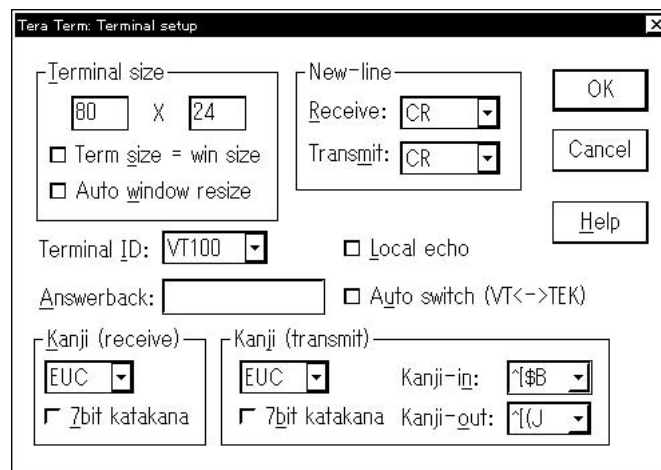 Tera Term: Terminal setup
Terminal size
80 X 24
Term size = win size
Auto window resize
New-line
Receive: CR
Transmit: CR
OK
Cancel
Help
Terminal ID: VT100
Local echo
Answerback:
Auto switch (VT<->TEK)
Kanji (receive)
EUC
7bit katakana
Kanji (transmit)
EUC
7bit katakana
Kanji-in: ^[$B
Kanji-out: ^[(J